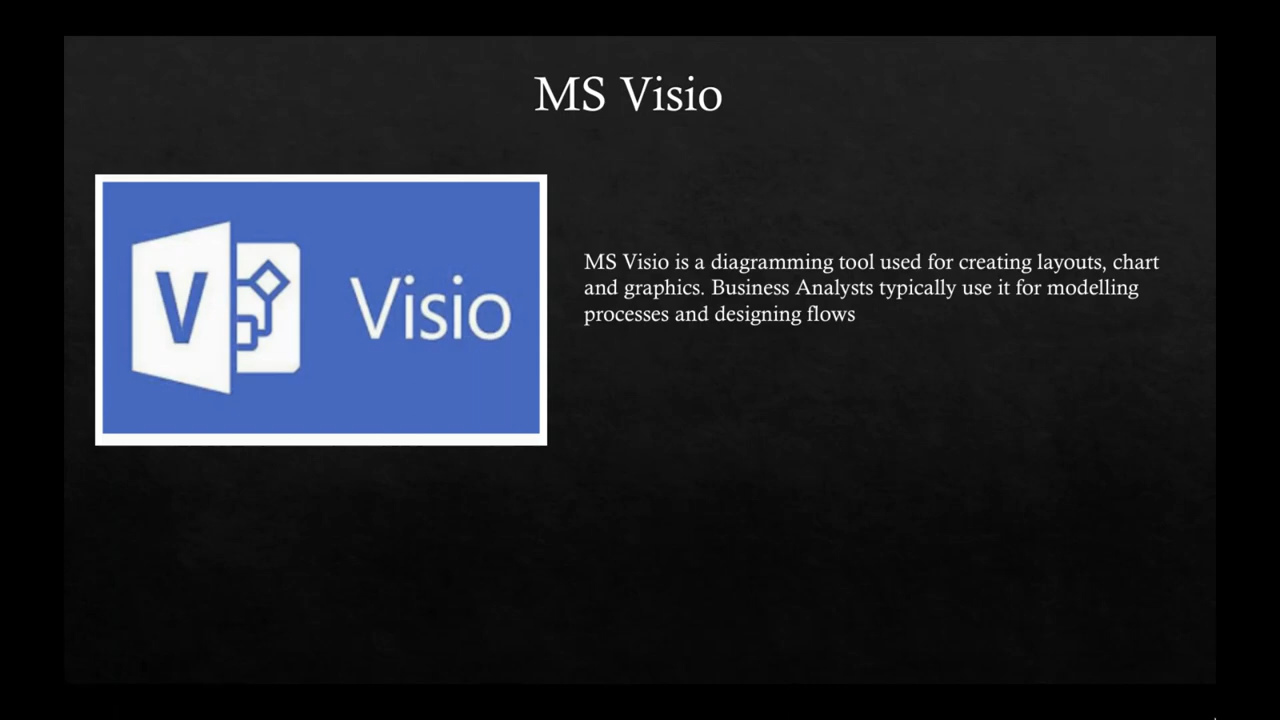 MS Visio
V
Visio
MS Visio is a diagramming tool used for creating layouts, chart
and graphics. Business Analysts typically use it for modelling
processes and designing flows